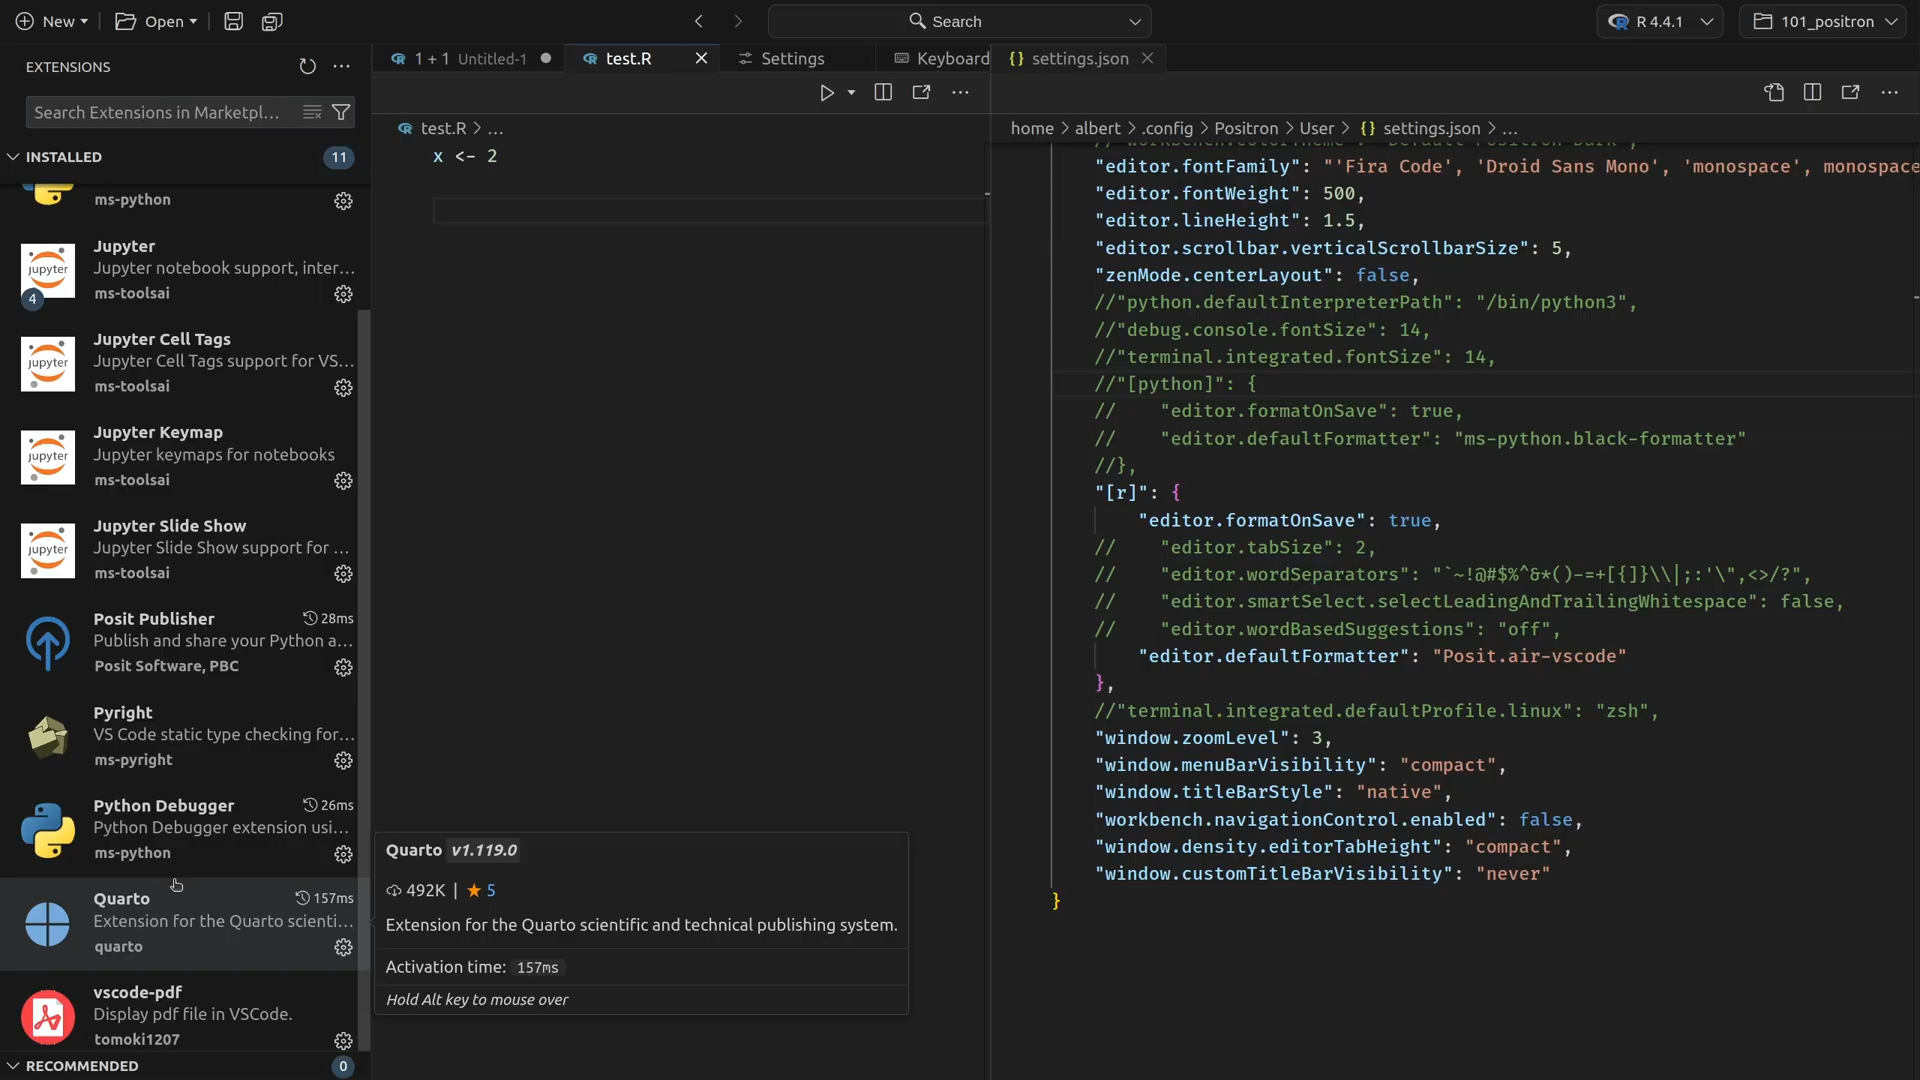 New
Open
Search
R 4.4.1
101_positron
EXTENSIONS
Search Extensions in Marketpl...
INSTALLED
11
ms-python
Jupyter
Jupyter notebook support, inter...
ms-toolsai
jupyter
4
Jupyter Cell Tags
Jupyter Cell Tags support for VS...
ms-toolsai
jupyter
Jupyter Keymap
Jupyter keymaps for notebooks
ms-toolsai
jupyter
Jupyter Slide Show
Jupyter Slide Show support for ...
ms-toolsai
jupyter
Posit Publisher
28ms
Publish and share your Python a...
Posit Software, PBC
Pyright
VS Code static type checking for...
ms-pyright
Python Debugger
26ms
Python Debugger extension usi...
ms-python
Quarto
157ms
Extension for the Quarto scienti...
quarto
vscode-pdf
Display pdf file in VSCode.
tomoki1207
RECOMMENDED
0
1 + 1 Untitled-1
test.R
Settings
Keyboard
test.R > ...
x <- 2
Quarto v1.119.0
492K | ★ 5
Extension for the Quarto scientific and technical publishing system.
Activation time: 157ms
Hold Alt key to mouse over
{} settings.json
home > albert > .config > Positron > User > {} settings.json > ...
"editor.fontFamily": "'Fira Code', 'Droid Sans Mono', 'monospace', monospace
"editor.fontWeight": 500,
"editor.lineHeight": 1.5,
"editor.scrollbar.verticalScrollbarSize": 5,
"zenMode.centerLayout": false,
//"python.defaultInterpreterPath": "/bin/python3",
//"debug.console.fontSize": 14,
//"terminal.integrated.fontSize": 14,
//"[python]": {
//    "editor.formatOnSave": true,
//    "editor.defaultFormatter": "ms-python.black-formatter"
//},
"[r]": {
    "editor.formatOnSave": true,
//    "editor.tabSize": 2,
//    "editor.wordSeparators": "`~!@#$%^&*()-=+[{]}\\|;:'\",<>/?",
//    "editor.smartSelect.selectLeadingAndTrailingWhitespace": false,
//    "editor.wordBasedSuggestions": "off",
    "editor.defaultFormatter": "Posit.air-vscode"
},
//"terminal.integrated.defaultProfile.linux": "zsh",
"window.zoomLevel": 3,
"window.menuBarVisibility": "compact",
"window.titleBarStyle": "native",
"workbench.navigationControl.enabled": false,
"window.density.editorTabHeight": "compact",
"window.customTitleBarVisibility": "never"
}